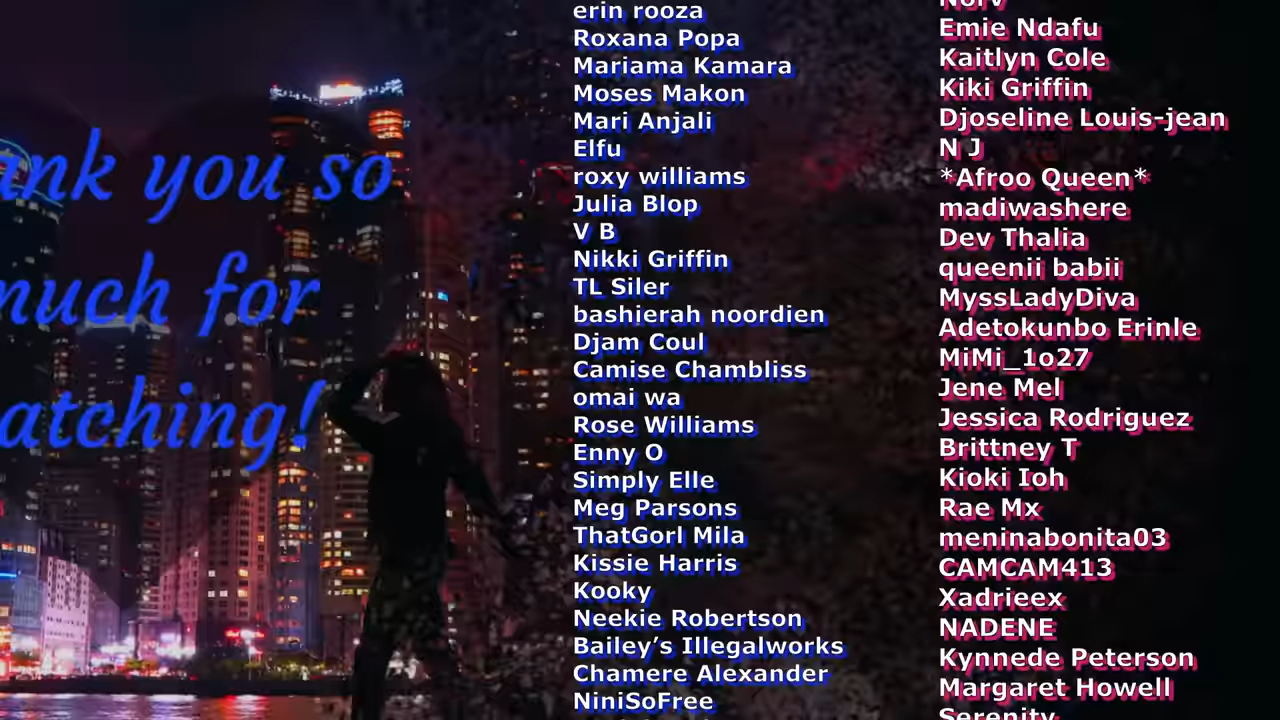 ank you so
much for
atching!
erin rooza
Roxana Popa
Mariama Kamara
Moses Makon
Mari Anjali
Elfu
roxy williams
Julia Blop
V B
Nikki Griffin
TL Siler
bashierah noordien
Djam Coul
Camise Chambliss
omai wa
Rose Williams
Enny O
Simply Elle
Meg Parsons
ThatGorl Mila
Kissie Harris
Kooky
Neekie Robertson
Bailey’s Illegalworks
Chamere Alexander
NiniSoFree
Emie Ndafu
Kaitlyn Cole
Kiki Griffin
Djoseline Louis-jean
N J
*Afroo Queen*
madiwashere
Dev Thalia
queenii babii
MyssLadyDiva
Adetokunbo Erinle
MiMi_1o27
Jene Mel
Jessica Rodriguez
Brittney T
Kioki Ioh
Rae Mx
meninabonita03
CAMCAM413
Xadrieex
NADENE
Kynnede Peterson
Margaret Howell
Serenity